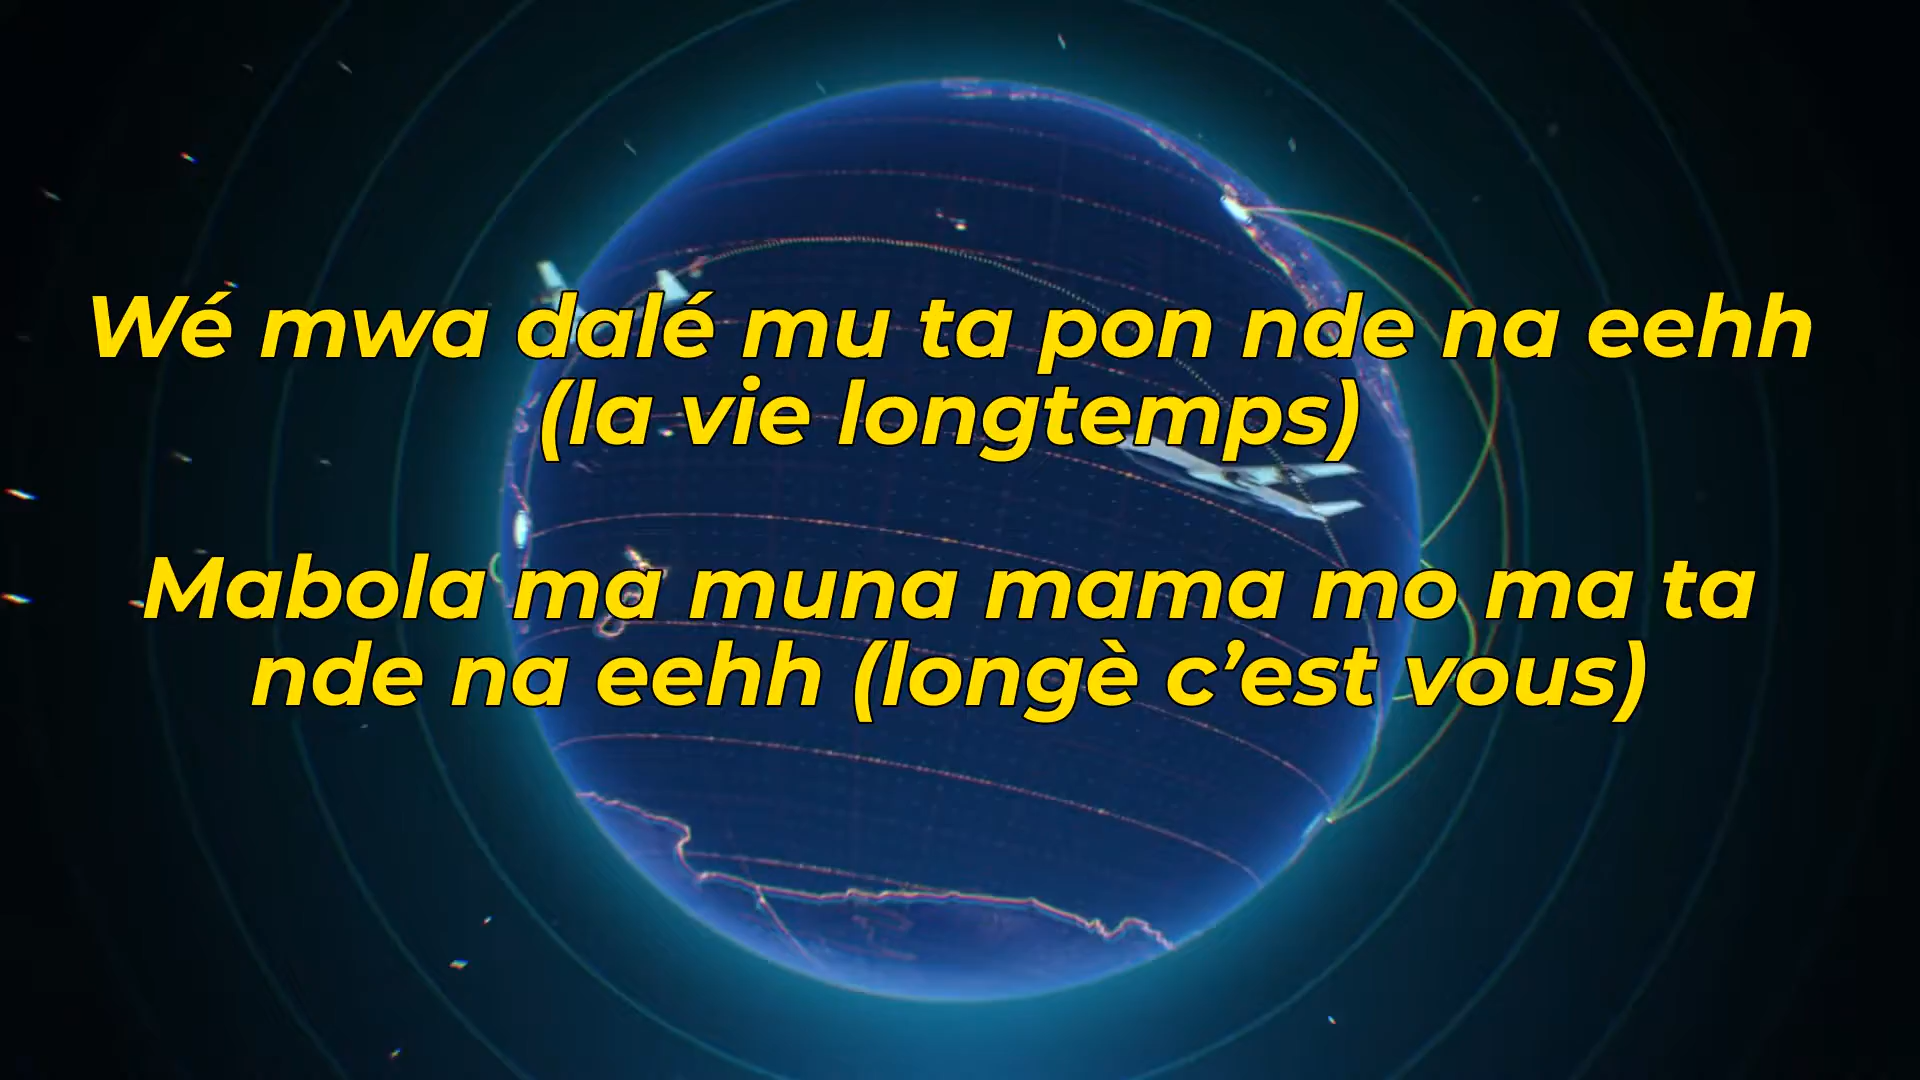 Wé mwa dalé mu ta pon nde na eehh
(la vie longtemps)
Mabola ma muna mama mo ma ta
nde na eehh (longè c’est vous)